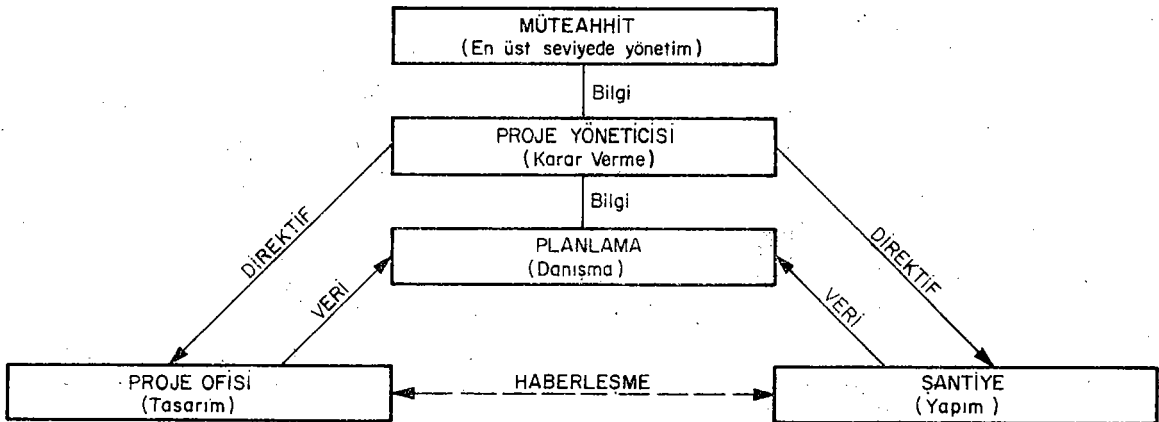 MÜTEAHHİT
(En üst seviyede yönetim)
Bilgi
PROJE YÖNETİCİSİ
(Karar Verme)
Bilgi
DİREKTİF
PLANLAMA
(Danışma)
DİREKTİF
VERİ
VERİ
PROJE OFİSİ
(Tasarım)
HABERLEŞME
ŞANTİYE
(Yapım)